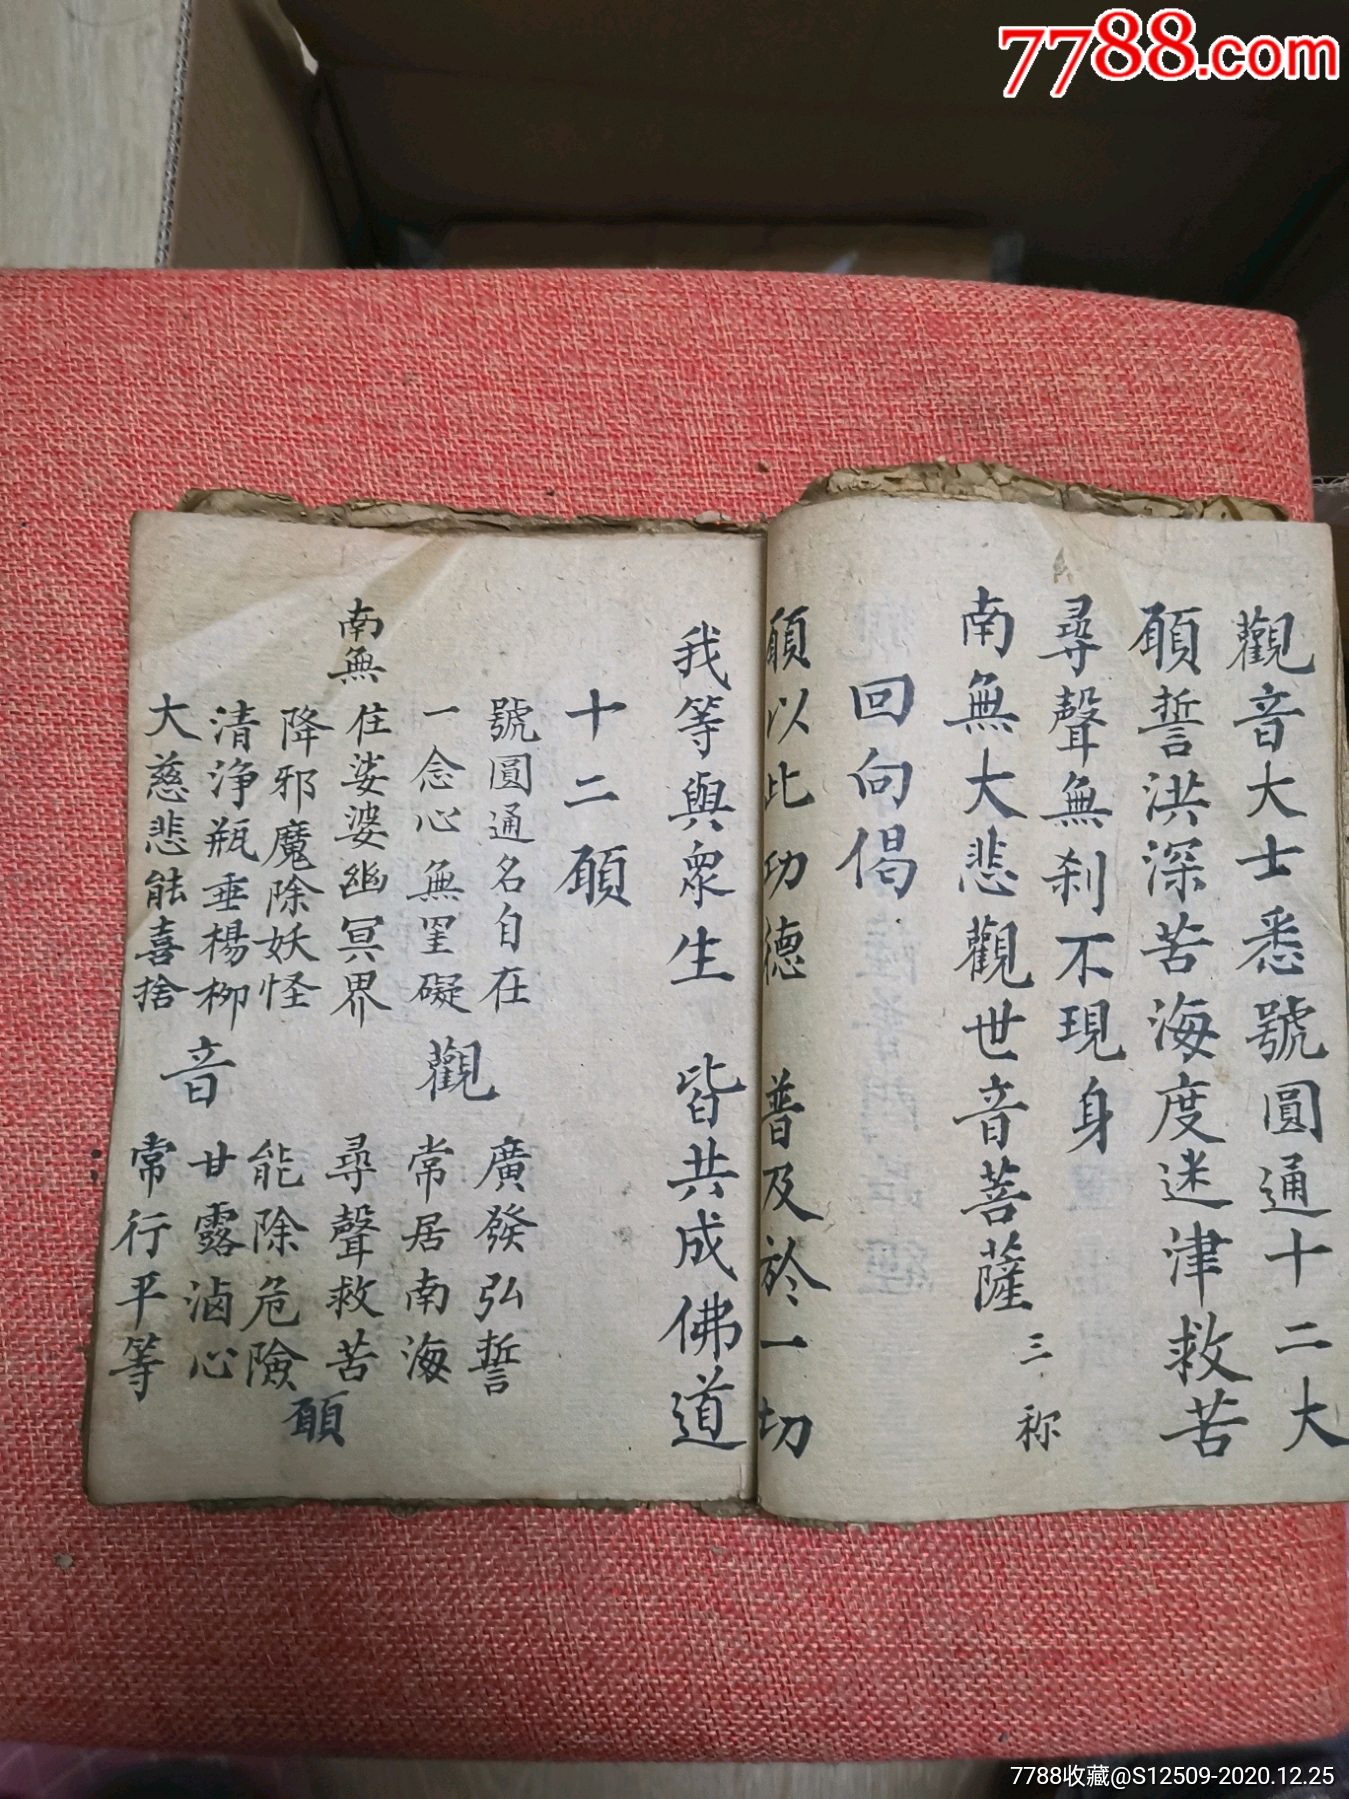 7788.com
觀音大士悉號圓通十二大
願誓洪深苦海度迷津救苦
尋聲無刹不現身
南無大悲觀世音菩薩 三稱
回向偈
願以此功德 普及於一切
我等與眾生 皆共成佛道
十二願
號圓通名自在 廣發弘誓
一念心無罣礙 觀 常居南海
南無 住娑婆幽冥界 尋聲救苦
降邪魔除妖怪 能除危險 願
清淨瓶垂楊柳 音 甘露滷心
大慈悲能喜捨 常行平等
7788收藏@S12509-2020.12.25